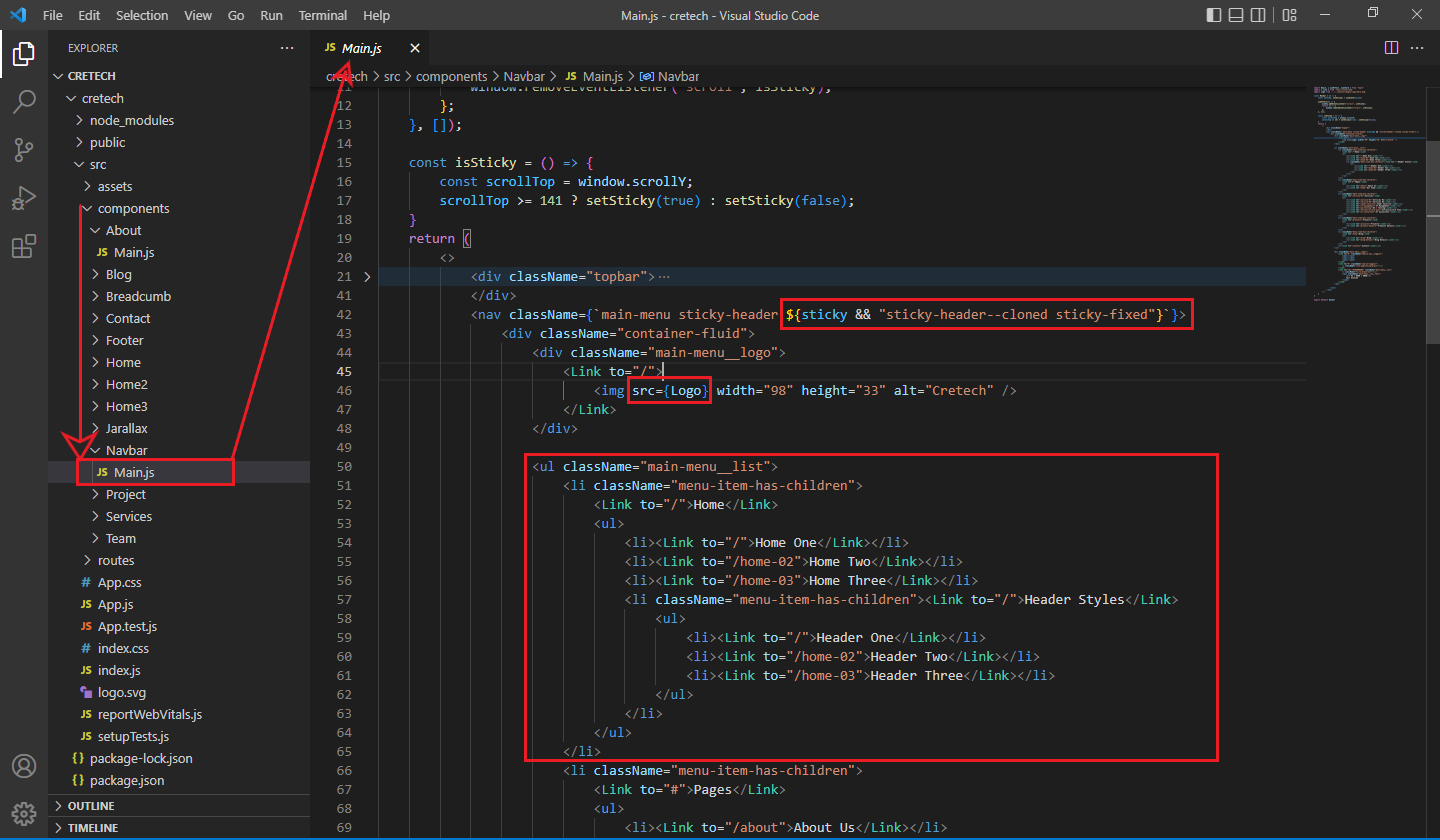 File Edit Selection View Go Run Terminal Help
Main.js - cretech - Visual Studio Code
EXPLORER
CRETECH
cretech
node_modules
public
src
assets
components
About
JS Main.js
Blog
Breadcumb
Contact
Footer
Home
Home2
Home3
Jarallax
Navbar
JS Main.js
Project
Services
Team
routes
# App.css
JS App.js
JS App.test.js
# index.css
JS index.js
logo.svg
JS reportWebVitals.js
JS setupTests.js
{} package-lock.json
{} package.json
OUTLINE
TIMELINE
JS Main.js
cretech > src > components > Navbar > JS Main.js > Navbar
11 window.removeEventListener('scroll', isSticky);
12 };
13 }, []);
14
15 const isSticky = () => {
16 const scrollTop = window.scrollY;
17 scrollTop >= 141 ? setSticky(true) : setSticky(false);
18 }
19 return (
20 <>
21 <div className="topbar">···
41 </div>
42 <nav className={`main-menu sticky-header ${sticky && "sticky-header--cloned sticky-fixed"}`}>
43 <div className="container-fluid">
44 <div className="main-menu__logo">
45 <Link to="/">
46 <img src={Logo} width="98" height="33" alt="Cretech" />
47 </Link>
48 </div>
49
50 <ul className="main-menu__list">
51 <li className="menu-item-has-children">
52 <Link to="/">Home</Link>
53 <ul>
54 <li><Link to="/">Home One</Link></li>
55 <li><Link to="/home-02">Home Two</Link></li>
56 <li><Link to="/home-03">Home Three</Link></li>
57 <li className="menu-item-has-children"><Link to="/">Header Styles</Link>
58 <ul>
59 <li><Link to="/">Header One</Link></li>
60 <li><Link to="/home-02">Header Two</Link></li>
61 <li><Link to="/home-03">Header Three</Link></li>
62 </ul>
63 </li>
64 </ul>
65 </li>
66 <li className="menu-item-has-children">
67 <Link to="#">Pages</Link>
68 <ul>
69 <li><Link to="/about">About Us</Link></li>